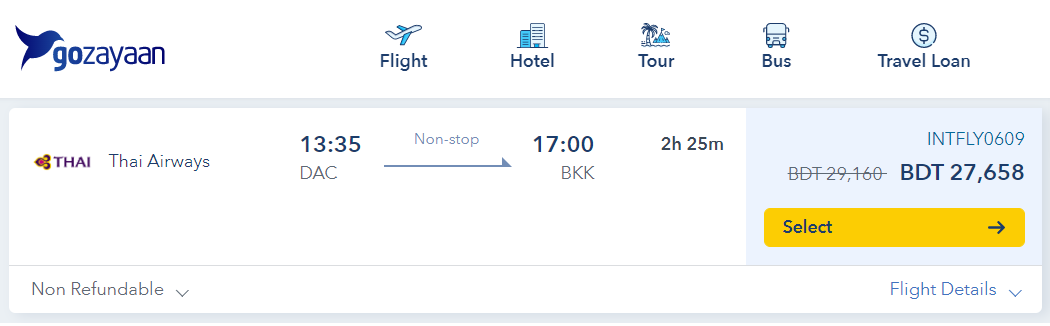 gozayaan
Flight Hotel Tour Bus Travel Loan
THAI Thai Airways
13:35 Non-stop 17:00 2h 25m
DAC BKK
INTFLY0609
BDT 29,160 BDT 27,658
Select
Non Refundable Flight Details